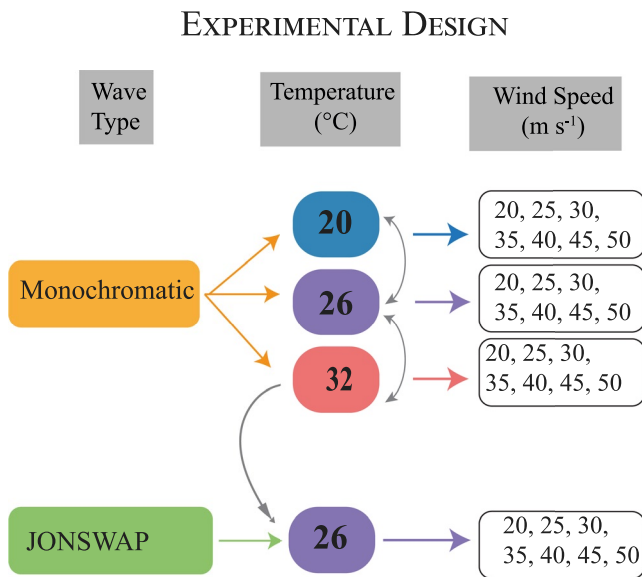 EXPERIMENTAL DESIGN
Wave
Type
Temperature
(°C)
Wind Speed
(m s⁻¹)
Monochromatic
20
20, 25, 30,
35, 40, 45, 50
26
20, 25, 30,
35, 40, 45, 50
32
20, 25, 30,
35, 40, 45, 50
JONSWAP
26
20, 25, 30,
35, 40, 45, 50